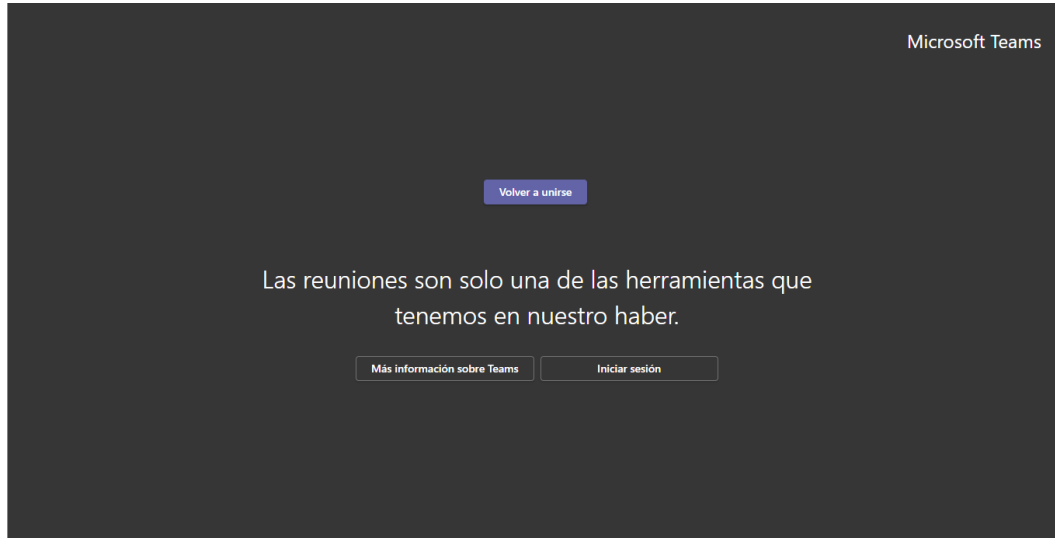 Microsoft Teams
Volver a unirse
Las reuniones son solo una de las herramientas que
tenemos en nuestro haber.
Más información sobre Teams
Iniciar sesión